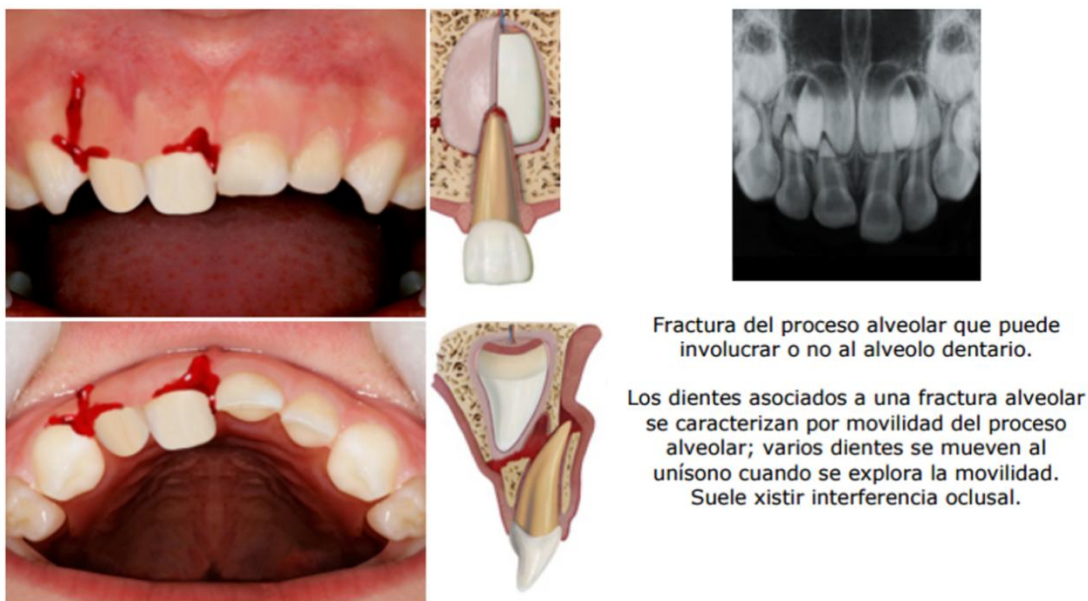 Fractura del proceso alveolar que puede
involucrar o no al alveolo dentario.
Los dientes asociados a una fractura alveolar
se caracterizan por movilidad del proceso
alveolar; varios dientes se mueven al
unísono cuando se explora la movilidad.
Suele xistir interferencia oclusal.